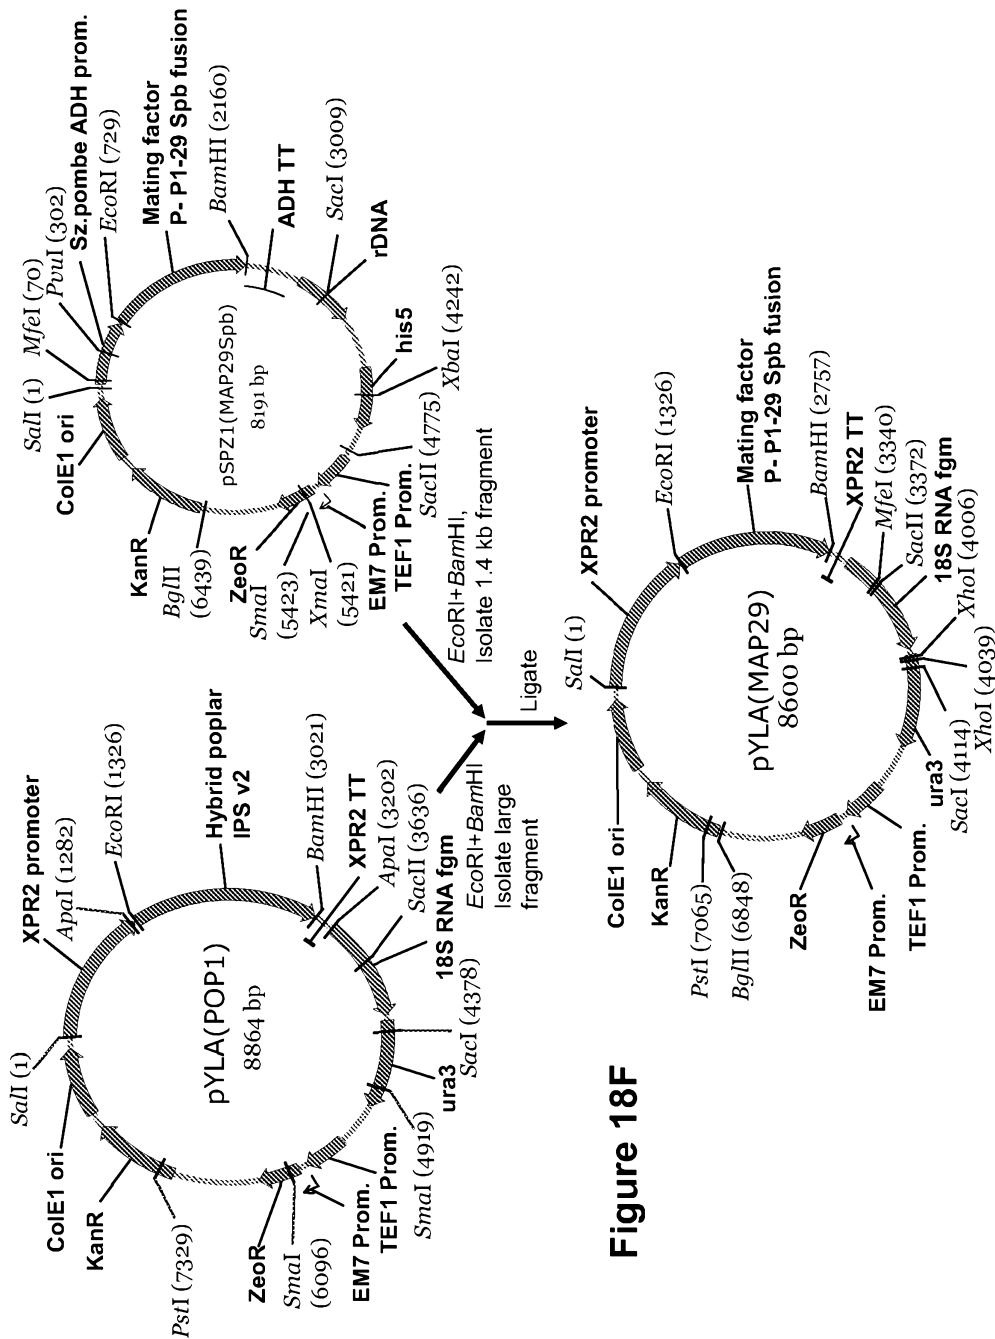 SalI (1)
XPR2 promoter
ApaI (1282)
EcoRI (1326)
Hybrid poplar
IPS v2
BamHI (3021)
XPR2 TT
ApaI (3202)
SacII (3636)
18S RNA fgm
SacI (4378)
ura3
SmaI (4919)
TEF1 Prom.
EM7 Prom.
SmaI
(6096)
ZeoR
PstI (7329)
KanR
ColE1 ori
pYLA(POP1)
8864 bp
SalI (1)
MfeI (70)
PvuI (302)
Sz.pombe ADH prom.
EcoRI (729)
Mating factor
P- P1-29 Spb fusion
BamHI (2160)
ADH TT
SacI (3009)
rDNA
XbaI (4242)
his5
SacII (4775)
TEF1 Prom.
EM7 Prom.
XmaI
(5421)
SmaI
(5423)
ZeoR
BglII
(6439)
KanR
ColE1 ori
pSPZ1(MAP29Spb)
8191 bp
EcoRI+BamHI
Isolate large
fragment
EcoRI+BamHI,
Isolate 1.4 kb fragment
Ligate
SalI (1)
XPR2 promoter
EcoRI (1326)
Mating factor
P- P1-29 Spb fusion
BamHI (2757)
XPR2 TT
MfeI (3340)
SacII (3372)
18S RNA fgm
XhoI (4006)
XhoI (4039)
SacI (4114)
ura3
TEF1 Prom.
EM7 Prom.
ZeoR
BglII (6848)
PstI (7065)
KanR
ColE1 ori
pYLA(MAP29)
8600 bp
Figure 18F